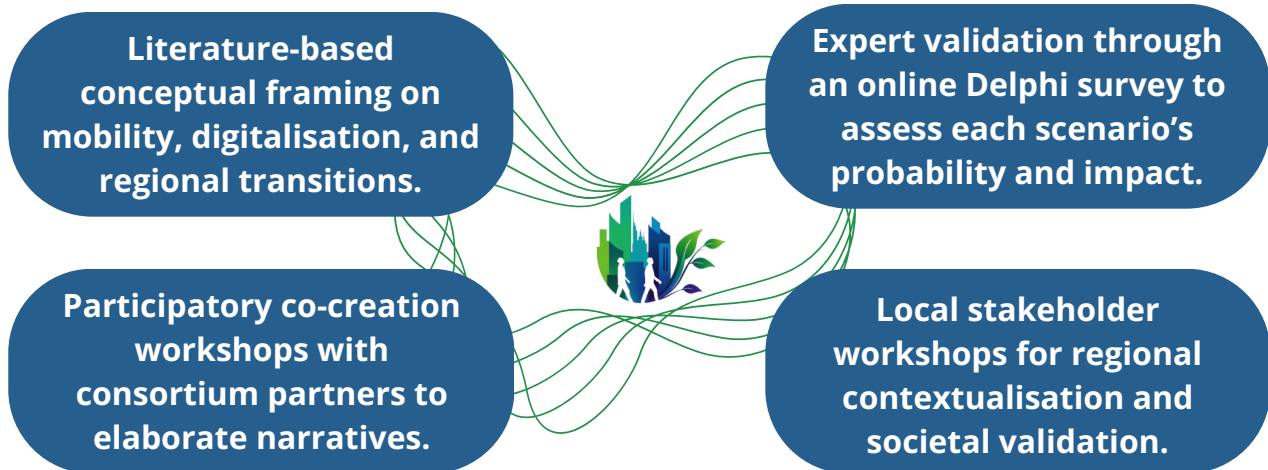 Literature-based
conceptual framing on
mobility, digitalisation, and
regional transitions.
Expert validation through
an online Delphi survey to
assess each scenario’s
probability and impact.
Participatory co-creation
workshops with
consortium partners to
elaborate narratives.
Local stakeholder
workshops for regional
contextualisation and
societal validation.